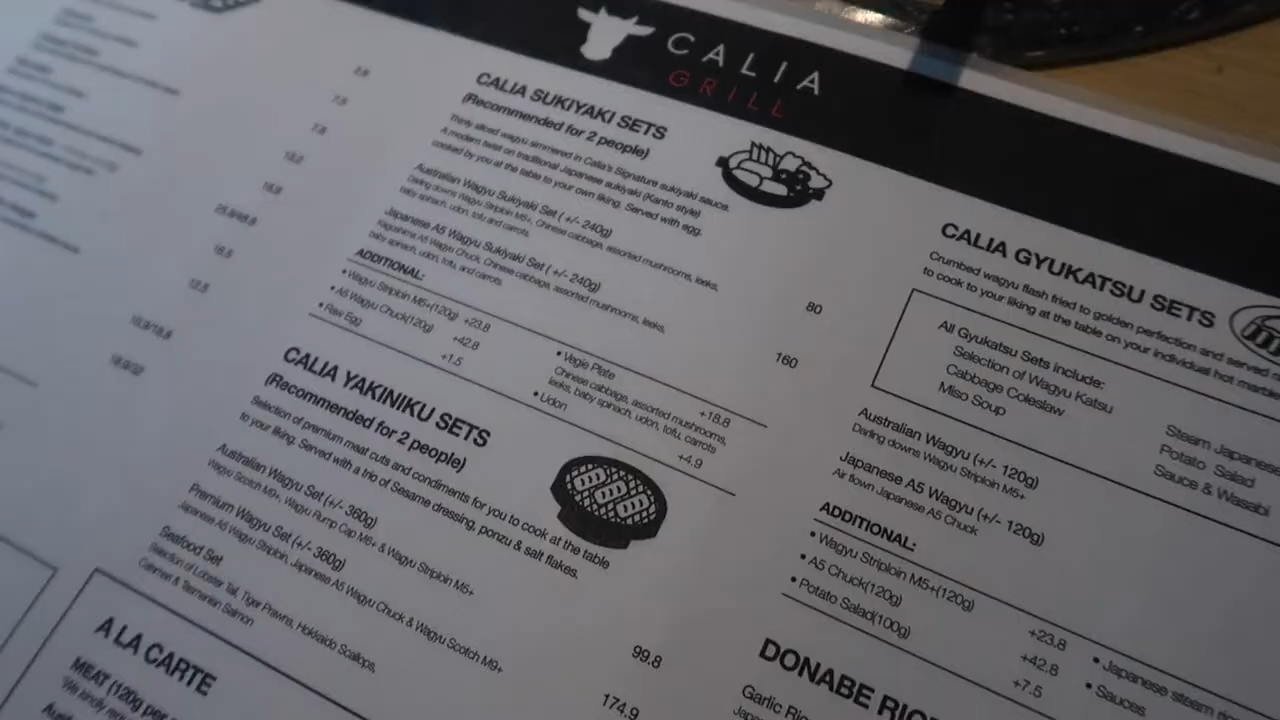 CALIA
GRILL
2.9
7.5
7.8
CALIA SUKIYAKI SETS
(Recommended for 2 people)
Thinly sliced wagyu simmered in Calia's Signature sukiyaki sauce.
A modern twist on traditional Japanese sukiyaki (Kanto style)
cooked by you at the table to your own liking. Served with egg.
Australian Wagyu Sukiyaki Set (+/- 240g)
Darling downs Wagyu Striploin M5+, Chinese cabbage, assorted mushrooms, leeks,
baby spinach, udon, tofu and carrots.
80
Japanese A5 Wagyu Sukiyaki Set (+/- 240g)
Kagoshima A5 Wagyu Chuck, Chinese cabbage, assorted mushrooms, leeks,
baby spinach, udon, tofu, and carrots.
160
ADDITIONAL:
• Wagyu Striploin M5+(120g) +23.8
• A5 Wagyu Chuck(120g) +42.8
• Raw Egg +1.5
• Vegie Plate +18.8
Chinese cabbage, assorted mushrooms,
leeks, baby spinach, udon, tofu, carrots
• Udon +4.9
CALIA YAKINIKU SETS
(Recommended for 2 people)
Selection of premium meat cuts and condiments for you to cook at the table
to your liking. Served with a trio of Sesame dressing, ponzu & salt flakes.
Australian Wagyu Set (+/- 360g)
Wagyu Scotch M9+, Wagyu Rump Cap M6+ & Wagyu Striploin M5+
99.8
Premium Wagyu Set (+/- 360g)
Japanese A5 Wagyu Striploin, Japanese A5 Wagyu Chuck & Wagyu Scotch M9+
174.9
Seafood Set
Selection of Lobster Tail, Tiger Prawns, Hokkaido Scallops,
Calamari & Tasmanian Salmon
A LA CARTE
MEAT (120g per
CALIA GYUKATSU SETS
Crumbed wagyu flash fried to golden perfection and served
to cook to your liking at the table on your individual hot marble
All Gyukatsu Sets include:
Selection of Wagyu Katsu
Cabbage Coleslaw
Miso Soup
Steam Japanese
Potato Salad
Sauce & Wasabi
Australian Wagyu (+/- 120g)
Darling downs Wagyu Striploin M5+
Japanese A5 Wagyu (+/- 120g)
Air flown Japanese A5 Chuck
ADDITIONAL:
• Wagyu Striploin M5+(120g) +23.8
• A5 Chuck(120g) +42.8
• Potato Salad(100g) +7.5
• Japanese steam
• Sauces
DONABE RIC
Garlic Ric